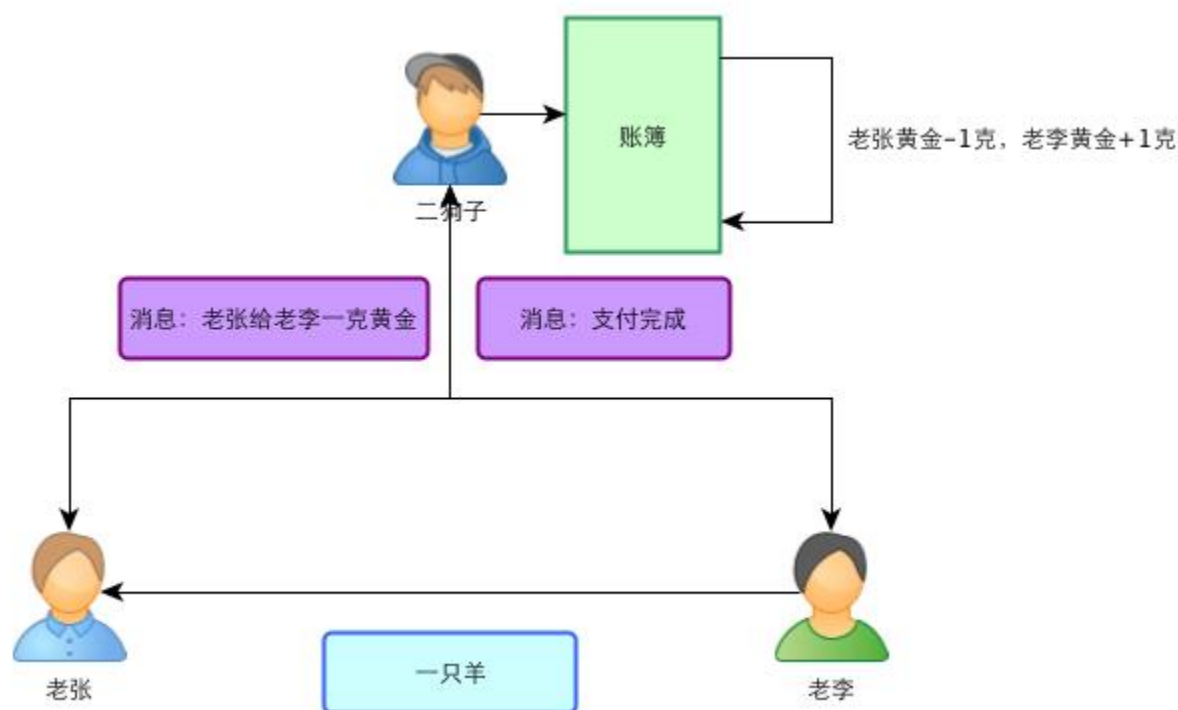 账簿
老张黄金-1克，老李黄金+1克
二狗子
消息：老张给老李一克黄金
消息：支付完成
一只羊
老张
老李